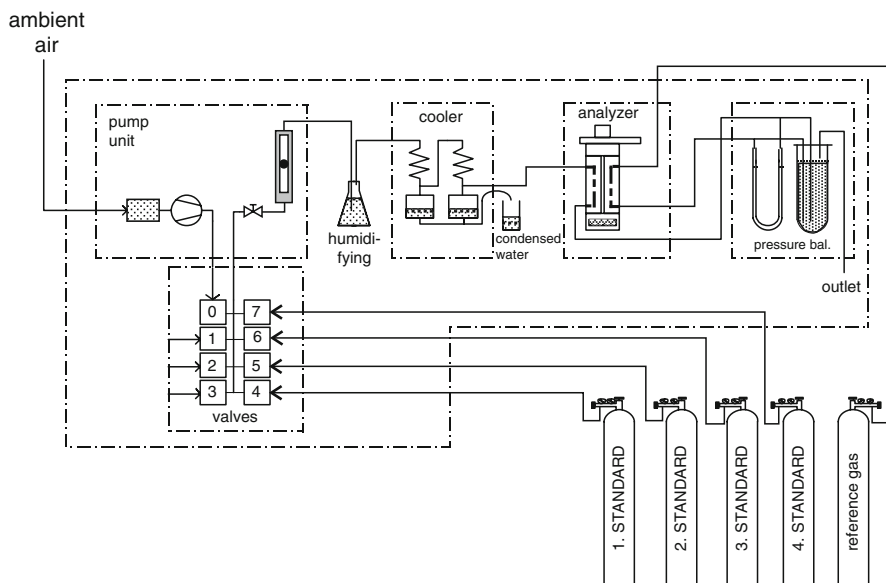 ambient
air
pump
unit
cooler
analyzer
humidi-
fying
condensed
water
pressure bal.
outlet
0 7
1 6
2 5
3 4
valves
1. STANDARD
2. STANDARD
3. STANDARD
4. STANDARD
reference gas